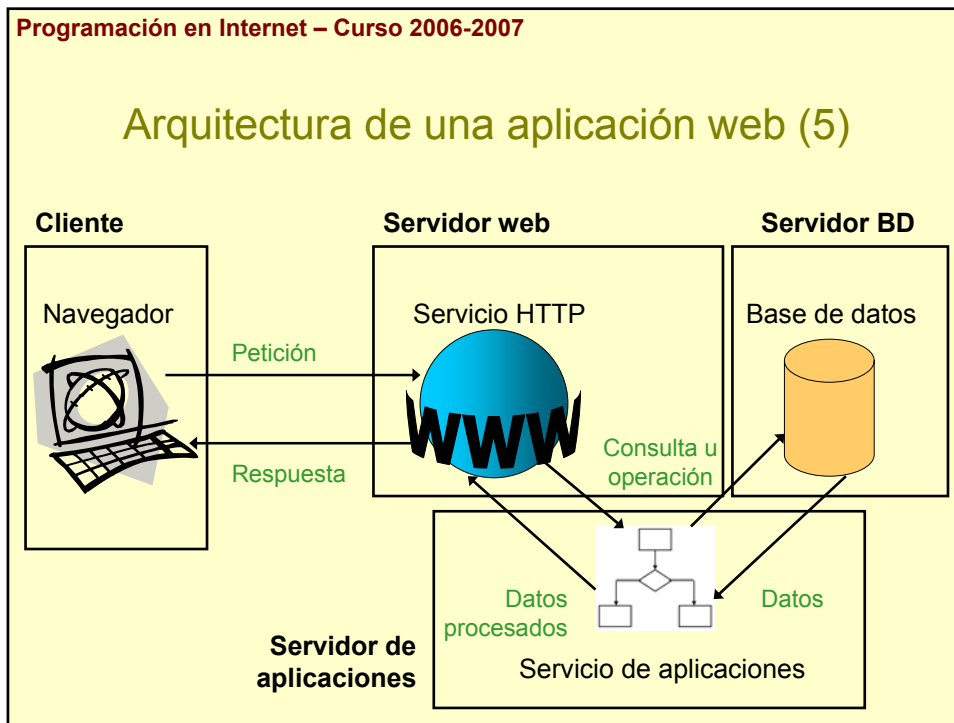 Programación en Internet – Curso 2006-2007
Arquitectura de una aplicación web (5)
Cliente
Servidor web
Servidor BD
Navegador
Servicio HTTP
Base de datos
Petición
WWW
Respuesta
Consulta u
operación
Datos
procesados
Datos
Servidor de
aplicaciones
Servicio de aplicaciones